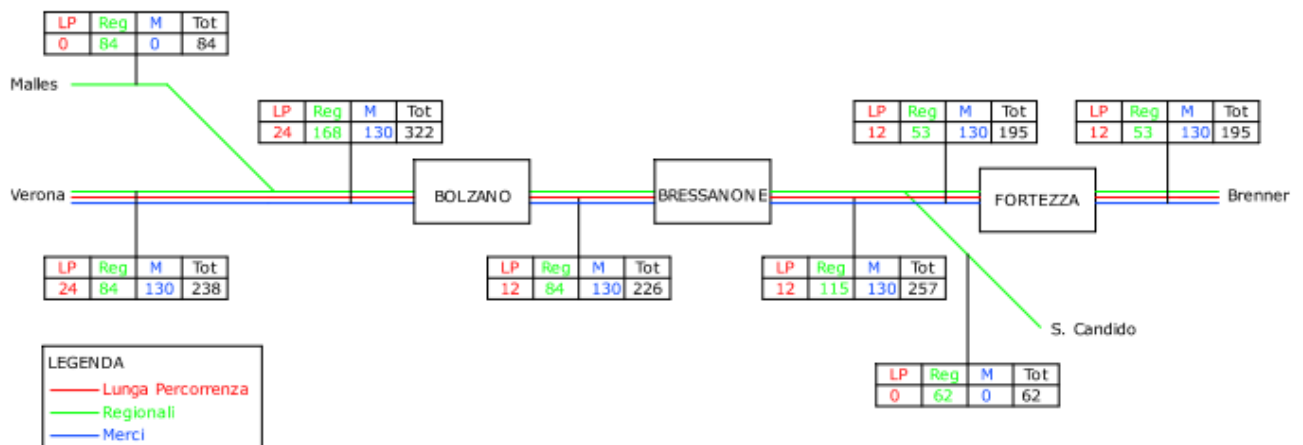 LP Reg M Tot
0 84 0 84
Malles
LP Reg M Tot
24 168 130 322
LP Reg M Tot
12 53 130 195
LP Reg M Tot
12 53 130 195
Verona
BOLZANO
BRESSANONE
FORTEZZA
Brenner
LP Reg M Tot
24 84 130 238
LP Reg M Tot
12 84 130 226
LP Reg M Tot
12 115 130 257
S. Candido
LP Reg M Tot
0 62 0 62
LEGENDA
Lunga Percorrenza
Regionali
Merci